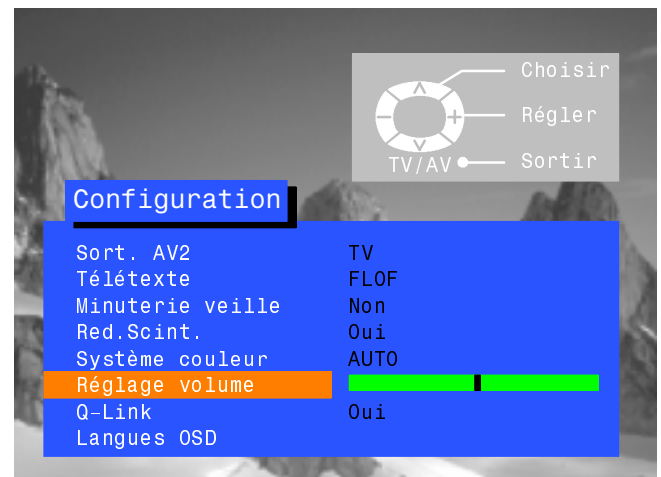 Choisir
Régler
TV/AV Sortir
Configuration
Sort. AV2 TV
Télétexte FLOF
Minuterie veille Non
Red.Scint. Oui
Système couleur AUTO
Réglage volume
Q-Link Oui
Langues OSD